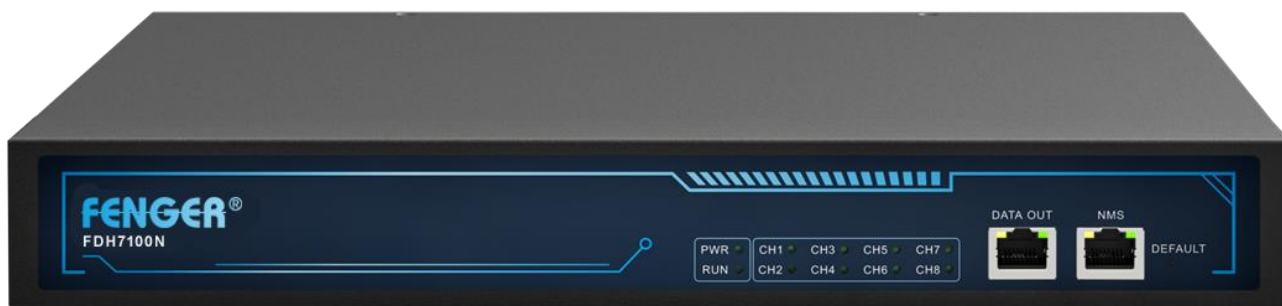 FENGER®
FDH7100N
DATA OUT NMS
PWR CH1 CH3 CH5 CH7 DEFAULT
RUN CH2 CH4 CH6 CH8